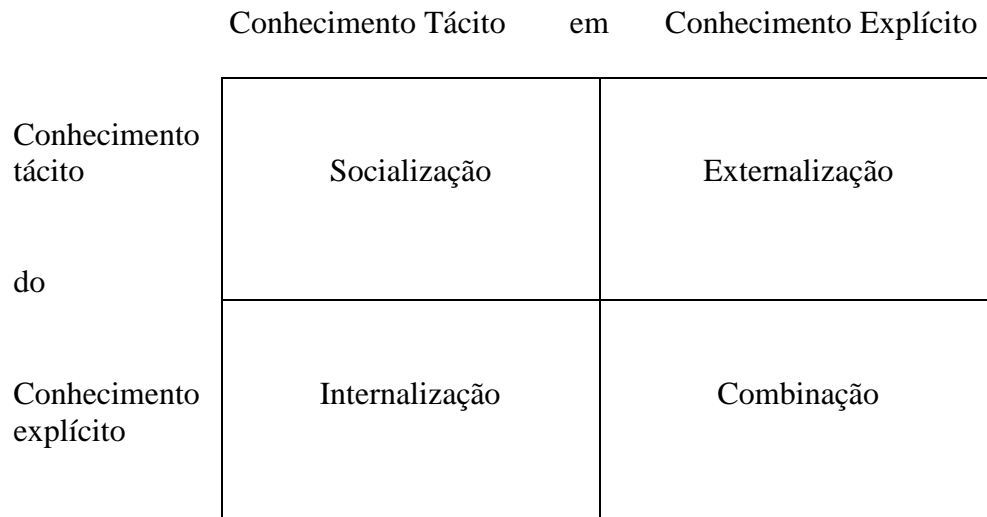 Conhecimento Tácito em Conhecimento Explícito
Conhecimento
tácito
Socialização
Externalização
do
Conhecimento
explícito
Internalização
Combinação